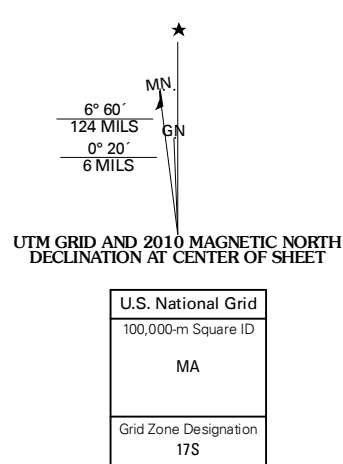 ★
MN.
6° 60´
124 MILS
GN
0° 20´
6 MILS
UTM GRID AND 2010 MAGNETIC NORTH
DECLINATION AT CENTER OF SHEET
U.S. National Grid
100,000-m Square ID
MA
Grid Zone Designation
17S